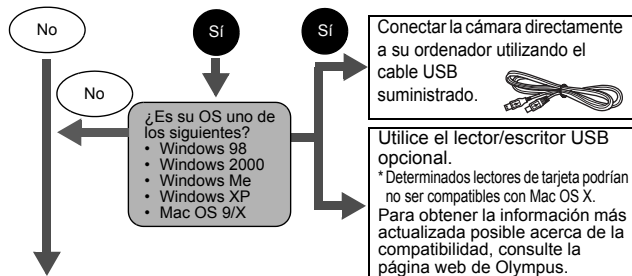 No
Sí
Sí
No
¿Es su OS uno de
los siguientes?
• Windows 98
• Windows 2000
• Windows Me
• Windows XP
• Mac OS 9/X
Conectar la cámara directamente
a su ordenador utilizando el
cable USB
suministrado.
Utilice el lector/escritor USB
opcional.
* Determinados lectores de tarjeta podrían
no ser compatibles con Mac OS X.
Para obtener la información más
actualizada posible acerca de la
compatibilidad, consulte la
página web de Olympus.